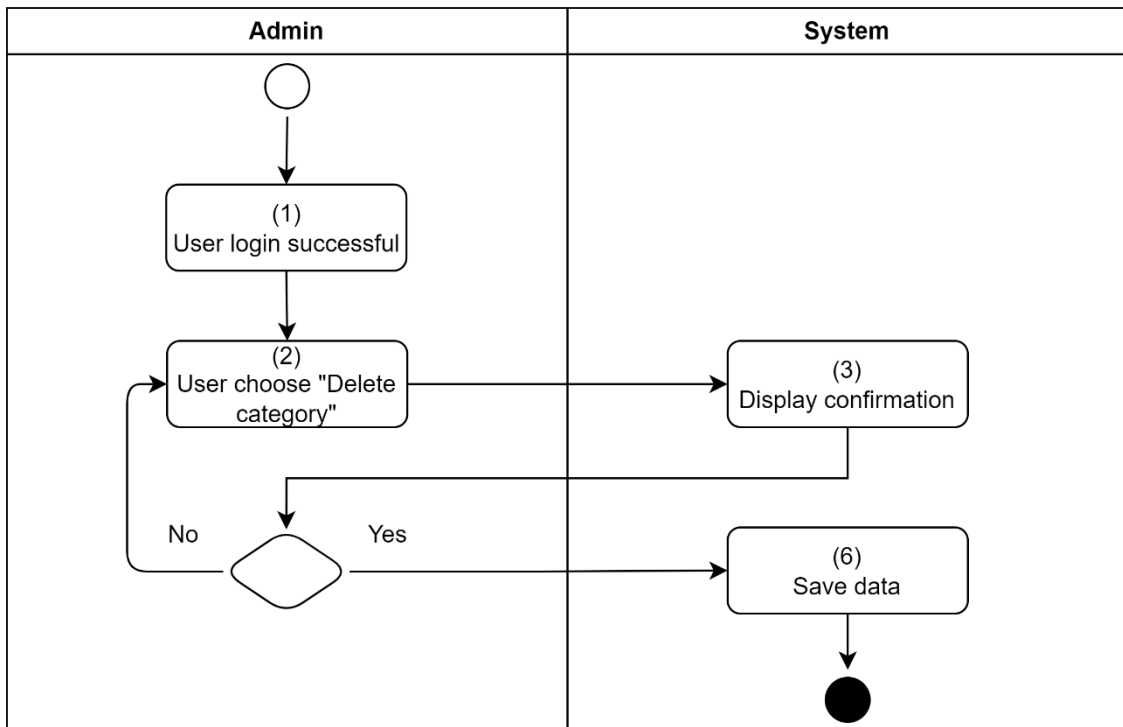 Admin
System
(1)
User login successful
(2)
User choose "Delete
category"
(3)
Display confirmation
No
Yes
(6)
Save data